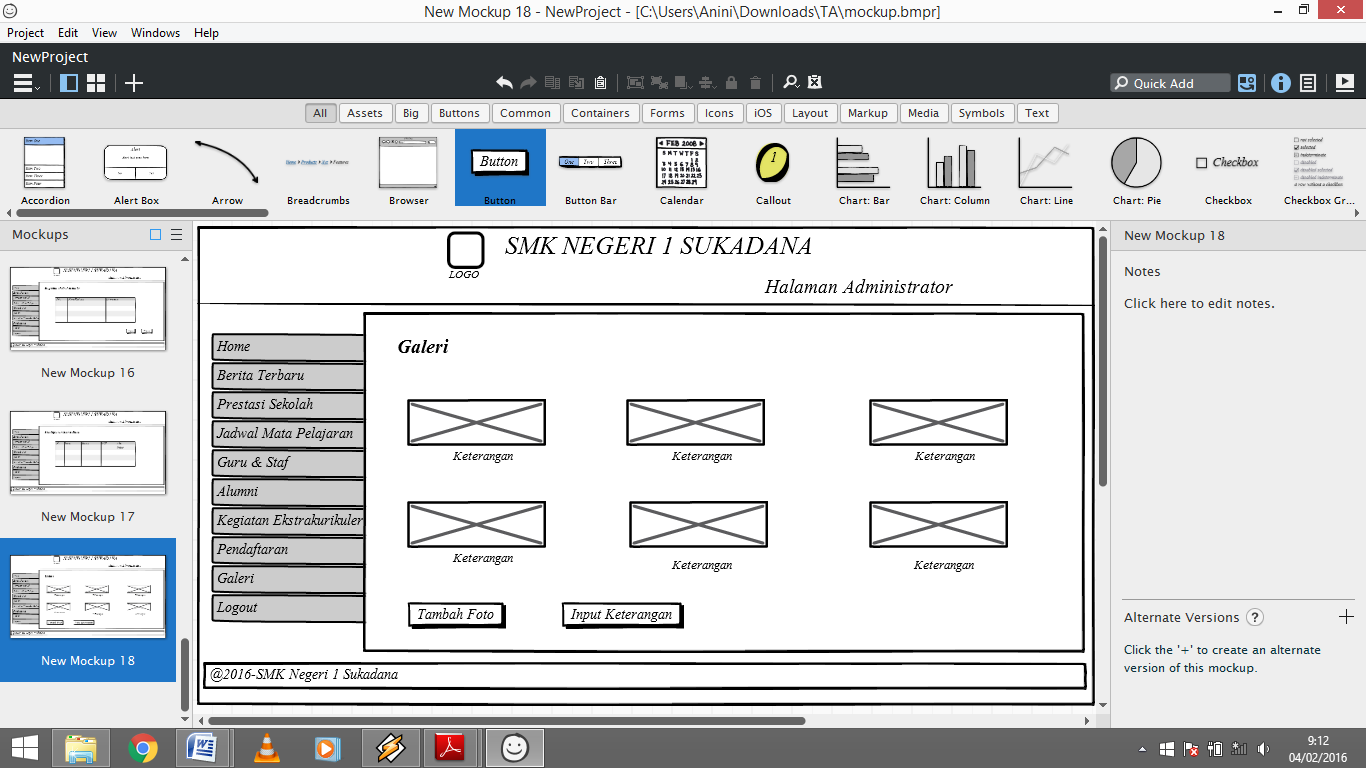 New Mockup 18 - NewProject - [C:\Users\Anini\Downloads\TA\mockup.bmpr]
Project Edit View Windows Help
NewProject
Quick Add
All Assets Big Buttons Common Containers Forms Icons iOS Layout Markup Media Symbols Text
Button
FEB 2008
1
Checkbox
Accordion Alert Box Arrow Breadcrumbs Browser Button Button Bar Calendar Callout Chart: Bar Chart: Column Chart: Line Chart: Pie Checkbox Checkbox Gr...
Mockups
New Mockup 16
New Mockup 17
New Mockup 18
LOGO
SMK NEGERI 1 SUKADANA
Halaman Administrator
Home
Berita Terbaru
Prestasi Sekolah
Jadwal Mata Pelajaran
Guru & Staf
Alumni
Kegiatan Ekstrakurikuler
Pendaftaran
Galeri
Logout
Galeri
Keterangan Keterangan Keterangan
Keterangan Keterangan Keterangan
Tambah Foto Input Keterangan
@2016-SMK Negeri 1 Sukadana
New Mockup 18
Notes
Click here to edit notes.
Alternate Versions ?
Click the '+' to create an alternate
version of this mockup.
9:12
04/02/2016